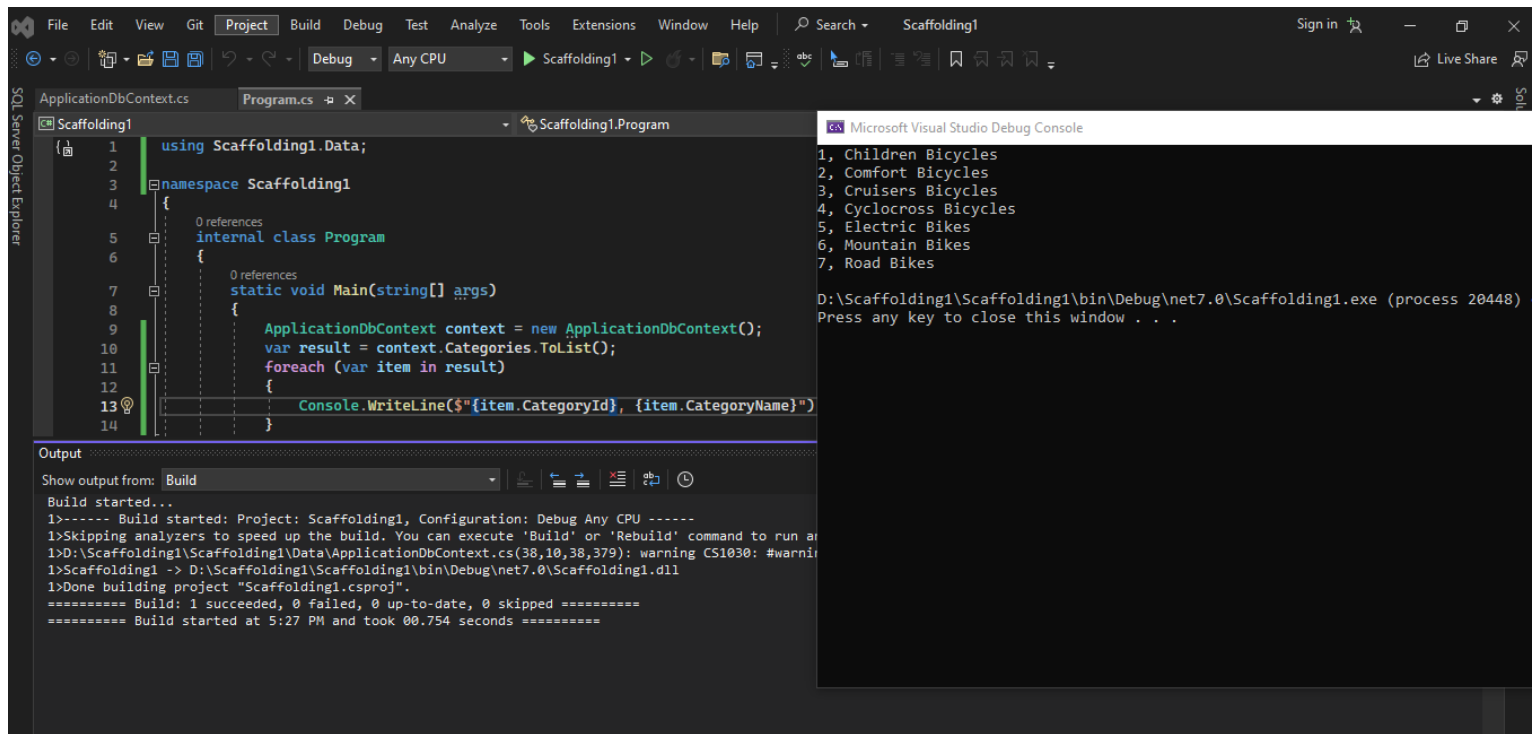 File Edit View Git Project Build Debug Test Analyze Tools Extensions Window Help Search Scaffolding1 Sign in
Debug Any CPU Scaffolding1 Live Share
SQL Server Object Explorer
ApplicationDbContext.cs Program.cs
Scaffolding1 Scaffolding1.Program
1 using Scaffolding1.Data;
2
3 namespace Scaffolding1
4 {
0 references
5 internal class Program
6 {
0 references
7 static void Main(string[] args)
8 {
9 ApplicationDbContext context = new ApplicationDbContext();
10 var result = context.Categories.ToList();
11 foreach (var item in result)
12 {
13 Console.WriteLine($"{item.CategoryId}, {item.CategoryName}")
14 }
Output
Show output from: Build
Build started...
1>------ Build started: Project: Scaffolding1, Configuration: Debug Any CPU ------
1>Skipping analyzers to speed up the build. You can execute 'Build' or 'Rebuild' command to run
1>D:\Scaffolding1\Scaffolding1\Data\ApplicationDbContext.cs(38,10,38,379): warning CS1030: #warni
1>Scaffolding1 -> D:\Scaffolding1\Scaffolding1\bin\Debug\net7.0\Scaffolding1.dll
1>Done building project "Scaffolding1.csproj".
========== Build: 1 succeeded, 0 failed, 0 up-to-date, 0 skipped ==========
========== Build started at 5:27 PM and took 00.754 seconds ==========
Microsoft Visual Studio Debug Console
1, Children Bicycles
2, Comfort Bicycles
3, Cruisers Bicycles
4, Cyclocross Bicycles
5, Electric Bikes
6, Mountain Bikes
7, Road Bikes
D:\Scaffolding1\Scaffolding1\bin\Debug\net7.0\Scaffolding1.exe (process 20448)
Press any key to close this window . . .